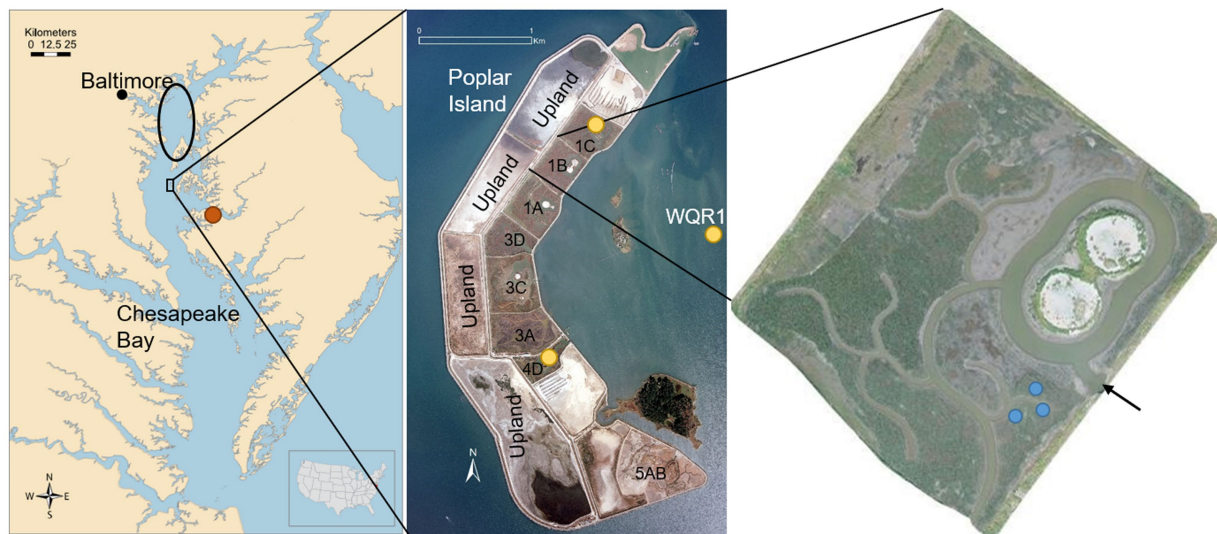 Kilometers
0 12.5 25
Baltimore
Chesapeake
Bay
N
W E
S
0 1
Km
Poplar
Island
Upland
Upland
Upland
Upland
1C
1B
1A
3D
3C
3A
4D
5AB
WQR1
N